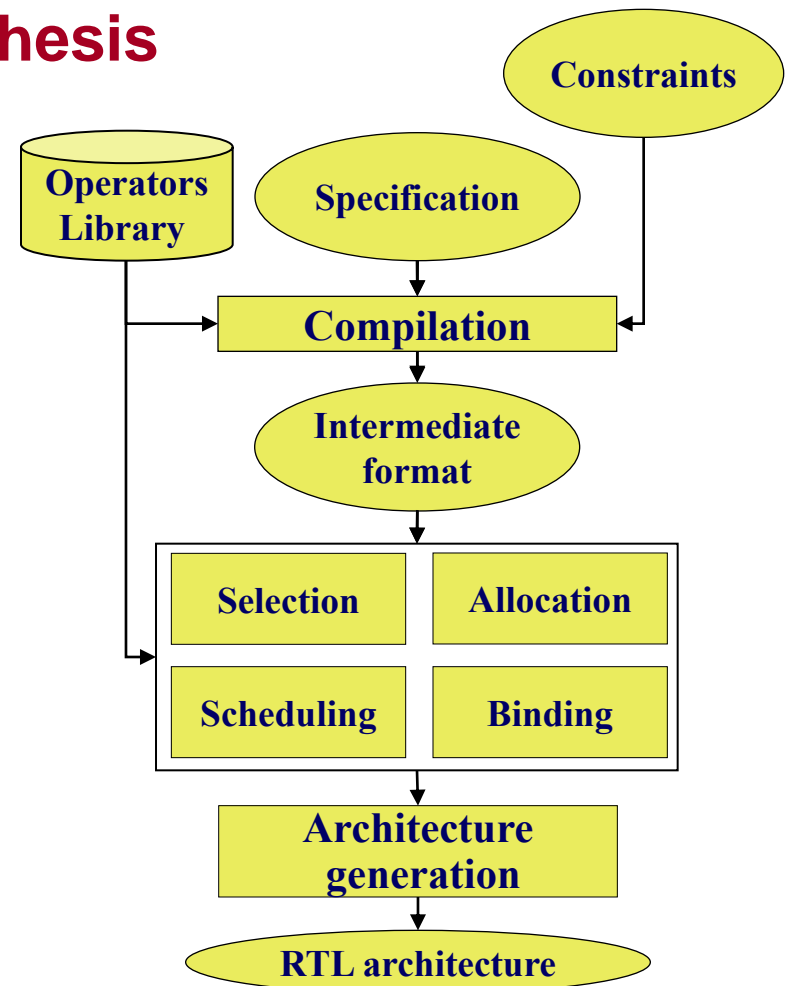 hesis
Constraints
Operators
Library
Specification
Compilation
Intermediate
format
Selection
Allocation
Scheduling
Binding
Architecture
generation
RTL architecture